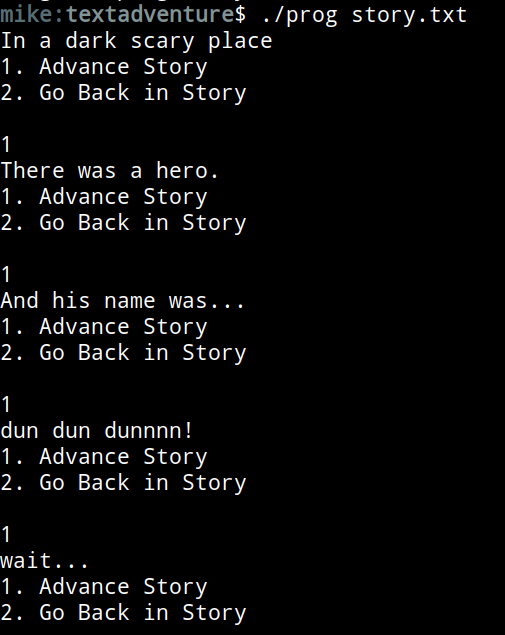 mike:textadventure$ ./prog story.txt
In a dark scary place
1. Advance Story
2. Go Back in Story
1
There was a hero.
1. Advance Story
2. Go Back in Story
1
And his name was...
1. Advance Story
2. Go Back in Story
1
dun dun dunnnn!
1. Advance Story
2. Go Back in Story
1
wait...
1. Advance Story
2. Go Back in Story